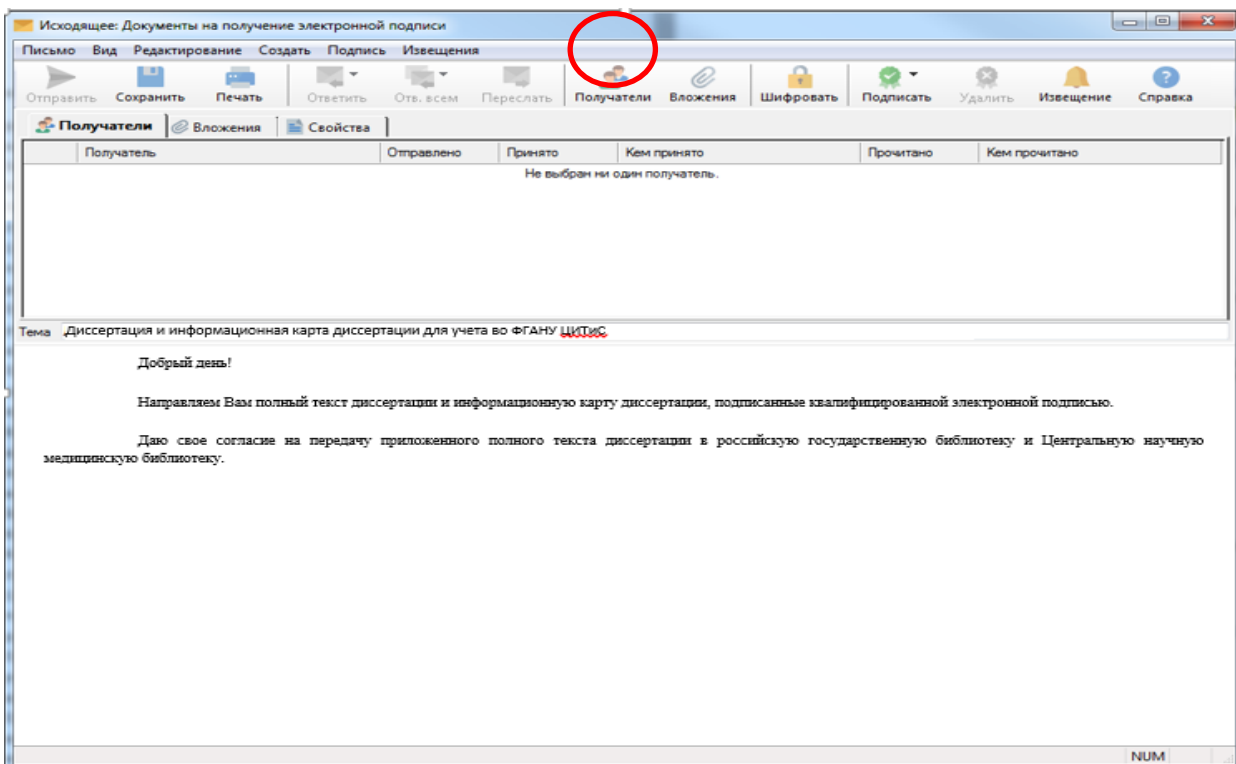 Исходящее: Документы на получение электронной подписи
Письмо Вид Редактирование Создать Подпись Извещения
Отправить Сохранить Печать Ответить Отв. всем Переслать Получатели Вложения Шифровать Подписать Удалить Извещение Справка
Получатели Вложения Свойства
Получатель Отправлено Принято Кем принято Прочитано Кем прочитано
Не выбран ни один получатель.
Тема Диссертация и информационная карта диссертации для учета во ФГАНУ ЦИТиС
Добрый день!
Направляем Вам полный текст диссертации и информационную карту диссертации, подписанные квалифицированной электронной подписью.
Даю свое согласие на передачу приложенного полного текста диссертации в российскую государственную библиотеку и Центральную научную
медицинскую библиотеку.
NUM